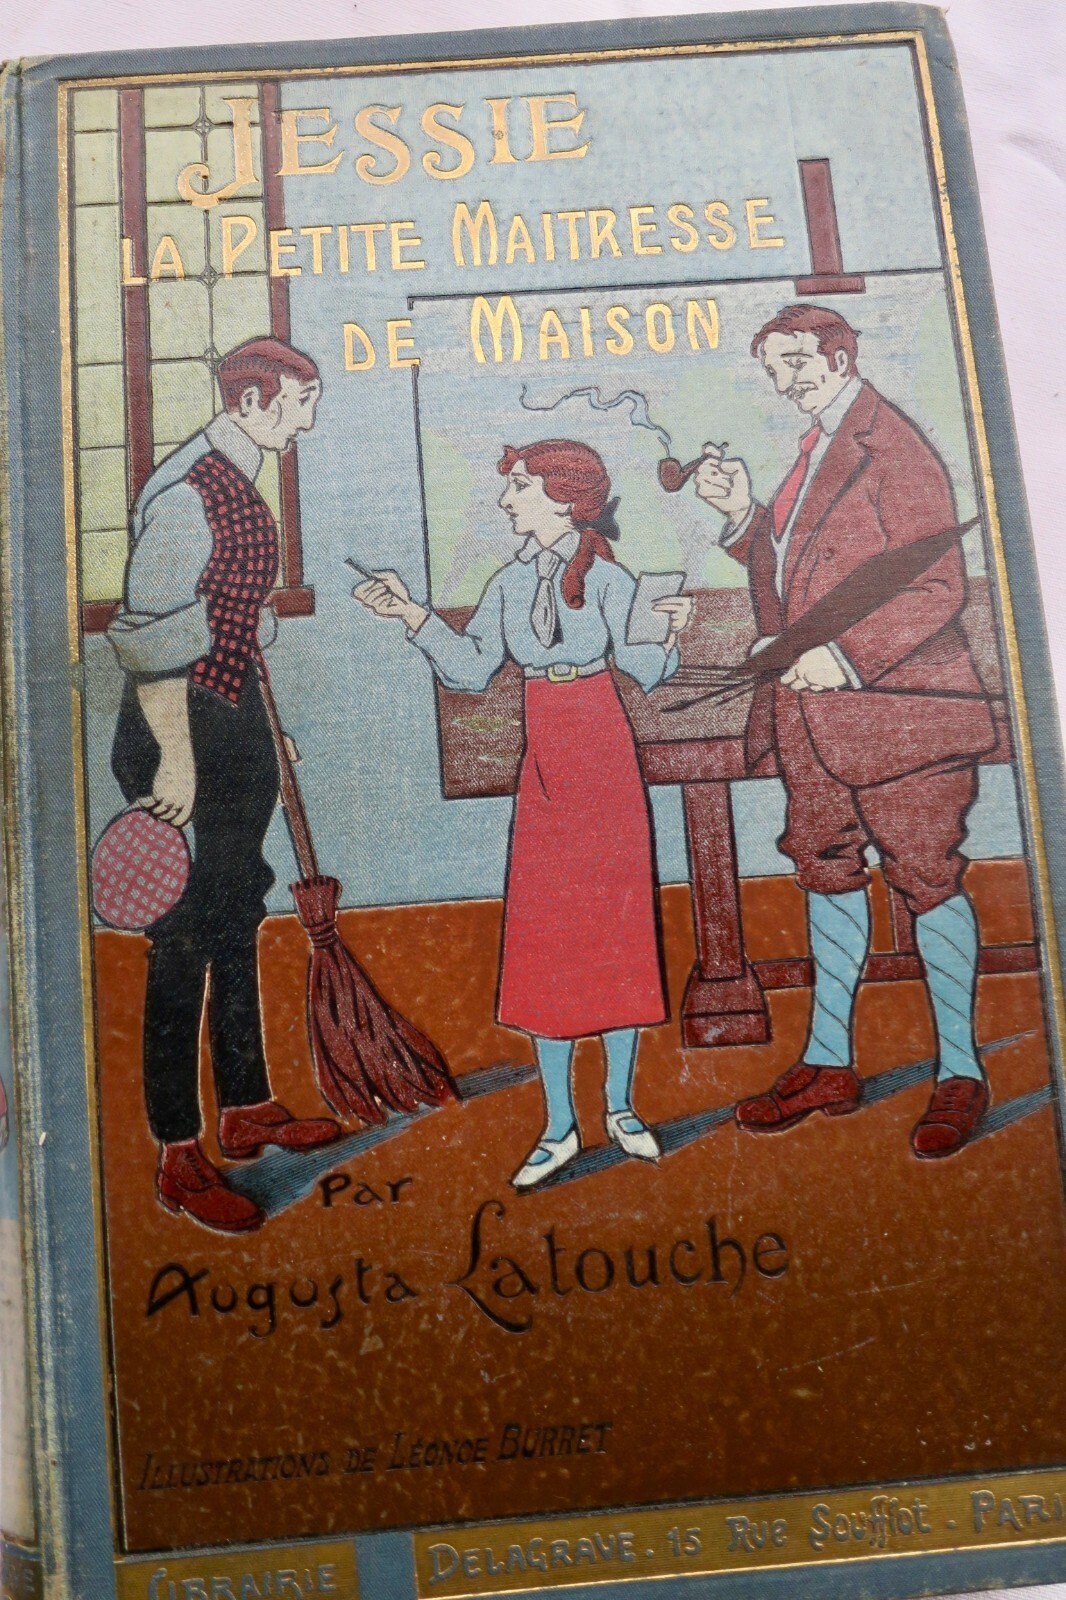 JESSIE
LA PETITE MAITRESSE
DE MAISON
Par
Augusta Latouche
ILLUSTRATIONS DE LÉONCE BURRET
LIBRAIRIE DELAGRAVE. 15 RUE SOUFFLOT. PARI